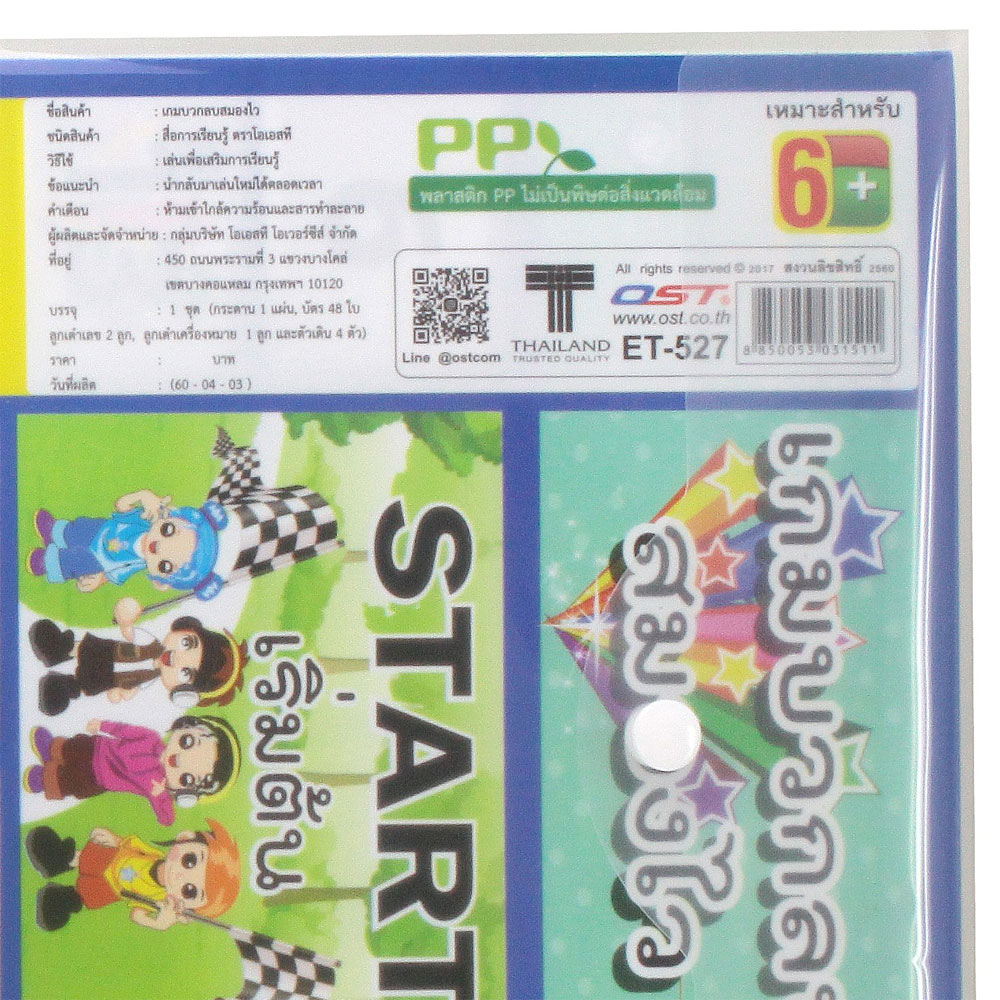 ชื่อสินค้า : เกมบวกลบสมองไว
ชนิดสินค้า : สื่อการเรียนรู้ ตราโอเอสที
วิธีใช้ : เล่นเพื่อเสริมการเรียนรู้
ข้อแนะนำ : นำกลับมาเล่นใหม่ได้ตลอดเวลา
คำเตือน : ห้ามเข้าใกล้ความร้อนและสารทำละลาย
ผู้ผลิตและจัดจำหน่าย : กลุ่มบริษัท โอเอสที โอเวอร์ซีส์ จำกัด
ที่อยู่ : 450 ถนนพระรามที่ 3 แขวงบางโคล่
เขตบางคอแหลม กรุงเทพฯ 10120
บรรจุ : 1 ชุด (กระดาน 1 แผ่น, บัตร 48 ใบ
ลูกเต๋าเลข 2 ลูก, ลูกเต๋าเครื่องหมาย 1 ลูก และตัวเดิน 4 ตัว)
ราคา : บาท
วันที่ผลิต : (60 - 04 - 03)
PP
พลาสติก PP ไม่เป็นพิษต่อสิ่งแวดล้อม
เหมาะสำหรับ
6+
Line @ostcom
THAILAND
TRUSTED QUALITY
All rights reserved © 2017 สงวนลิขสิทธิ์ 2560
OST®
www.ost.co.th
ET-527
8 850053 031511
START
เริ่มต้น
เกมบวกล
สมองไว